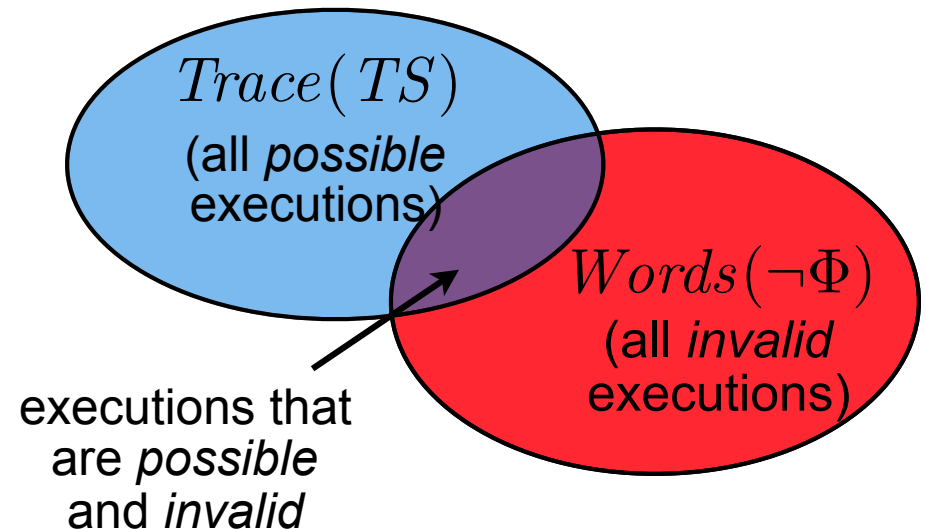 Trace(TS)
(all possible
executions)
Words(¬Φ)
(all invalid
executions)
executions that
are possible
and invalid